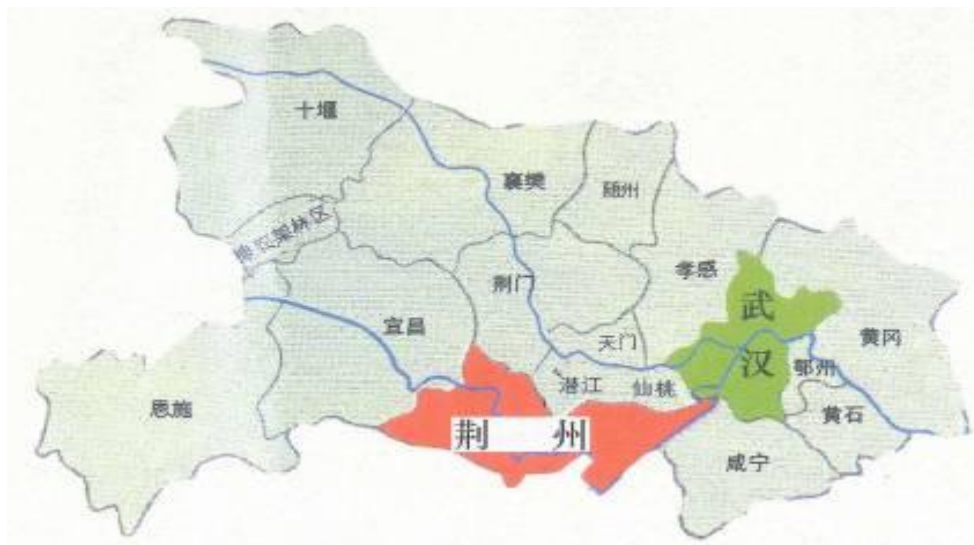 十堰
襄樊
随州
神农架林区
荆门
孝感
武汉
宜昌
天门
黄冈
潜江
仙桃
鄂州
恩施
荆 州
黄石
咸宁